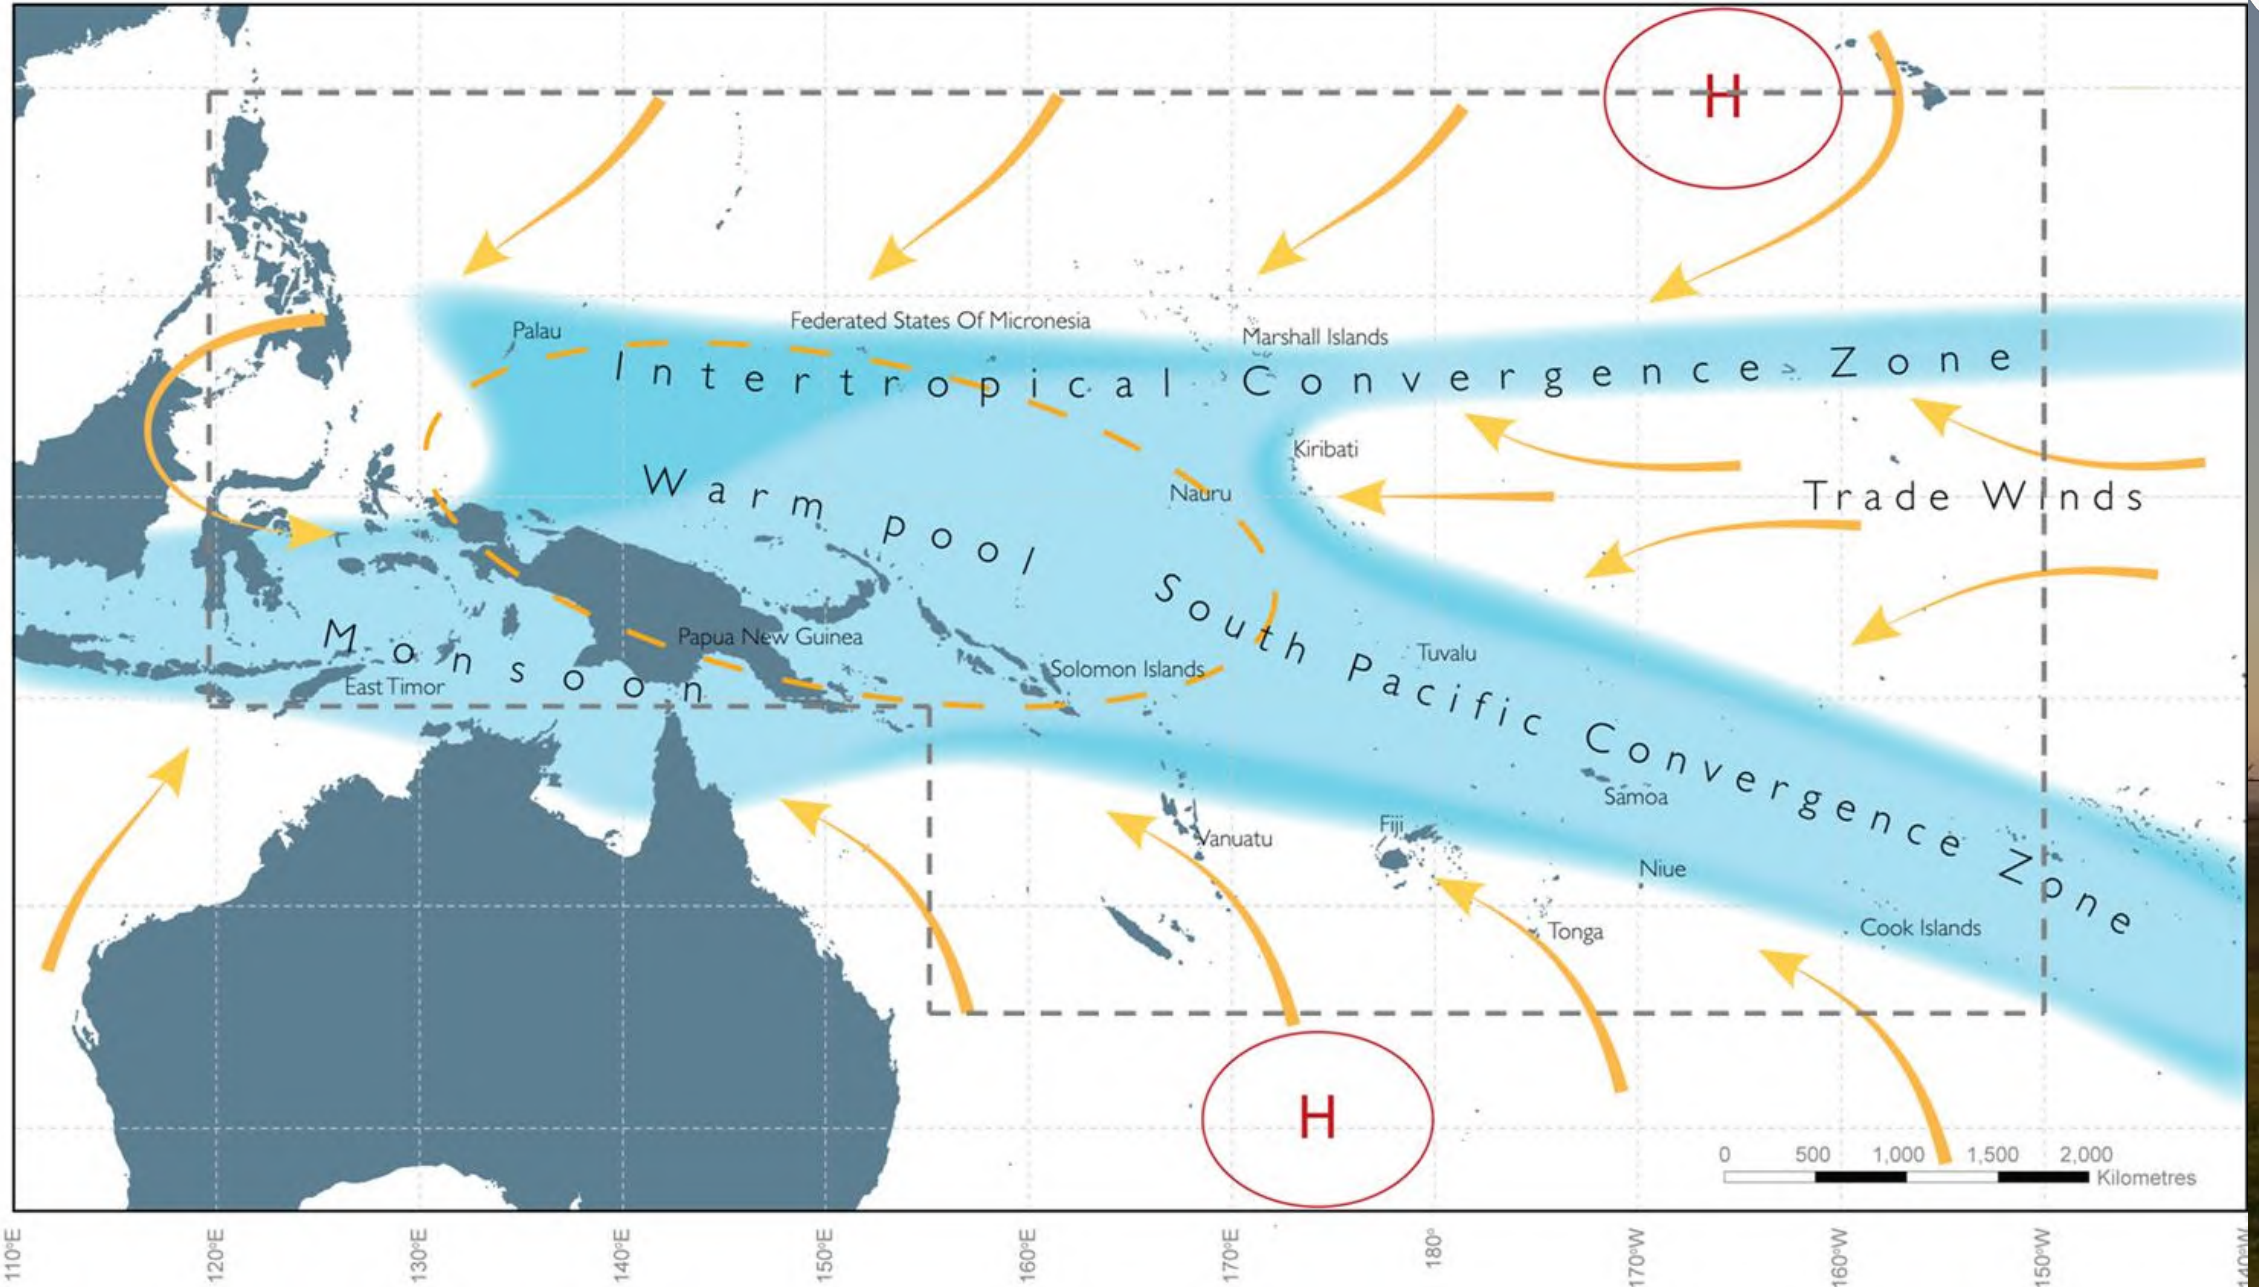 H
Palau
Federated States Of Micronesia
Marshall Islands
Intertropical Convergence Zone
Kiribati
Warm pool
Nauru
Trade Winds
South Pacific Convergence Zone
Monsoon
Papua New Guinea
Tuvalu
Solomon Islands
East Timor
Samoa
Fiji
Vanuatu
Niue
Tonga
Cook Islands
H
0 500 1,000 1,500 2,000
Kilometres
110°E 120°E 130°E 140°E 150°E 160°E 170°E 180° 170°W 160°W 150°W 140°W